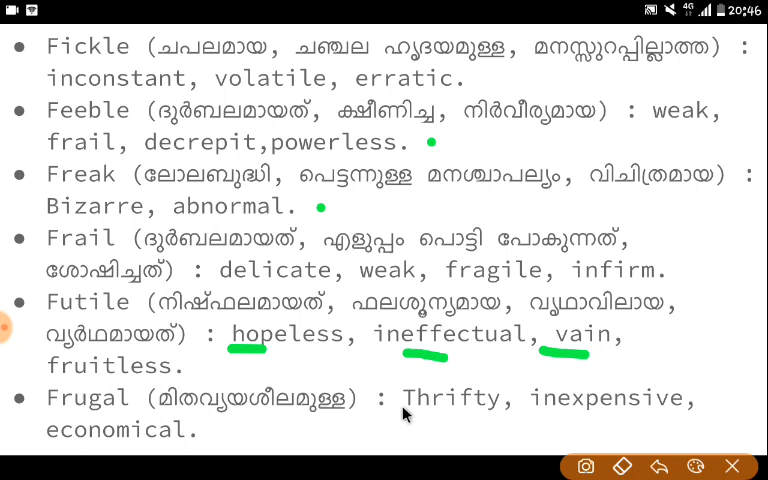 4G 20:46
● Fickle (ചപലമായ, ചഞ്ചല ഹൃദയമുള്ള, മനസ്സുറപ്പില്ലാത്ത) :
inconstant, volatile, erratic.
● Feeble (ദുർബലമായത്, ക്ഷീണിച്ച, നിർവീര്യമായ) : weak,
frail, decrepit,powerless.
● Freak (ലോലബുദ്ധി, പെട്ടന്നുള്ള മനശ്ചാപല്യം, വിചിത്രമായ) :
Bizarre, abnormal.
● Frail (ദുർബലമായത്, എളുപ്പം പൊട്ടി പോകുന്നത്,
ശോഷിച്ചത്) : delicate, weak, fragile, infirm.
● Futile (നിഷ്ഫലമായത്, ഫലശൂന്യമായ, വൃഥാവിലായ,
വ്യർഥമായത്) : hopeless, ineffectual, vain,
fruitless.
● Frugal (മിതവ്യയശീലമുള്ള) : Thrifty, inexpensive,
economical.